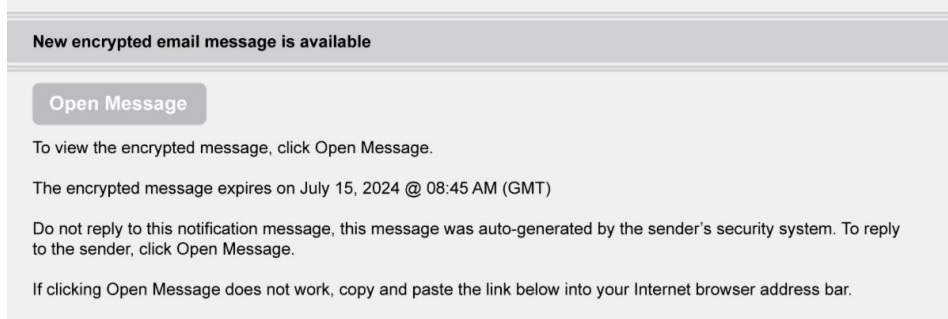 New encrypted email message is available
Open Message
To view the encrypted message, click Open Message.
The encrypted message expires on July 15, 2024 @ 08:45 AM (GMT)
Do not reply to this notification message, this message was auto-generated by the sender’s security system. To reply
to the sender, click Open Message.
If clicking Open Message does not work, copy and paste the link below into your Internet browser address bar.